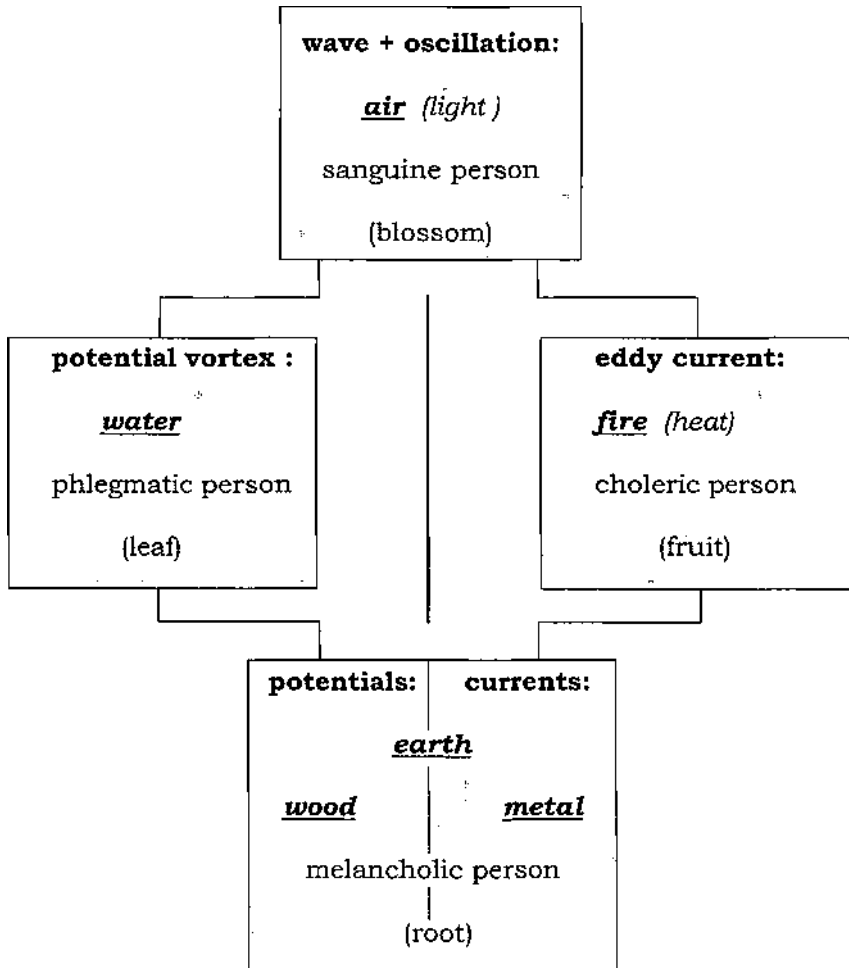 wave + oscillation:
air (light )
sanguine person
(blossom)
potential vortex :
water
phlegmatic person
(leaf)
eddy current:
fire (heat)
choleric person
(fruit)
potentials: currents:
earth
wood metal
melancholic person
(root)